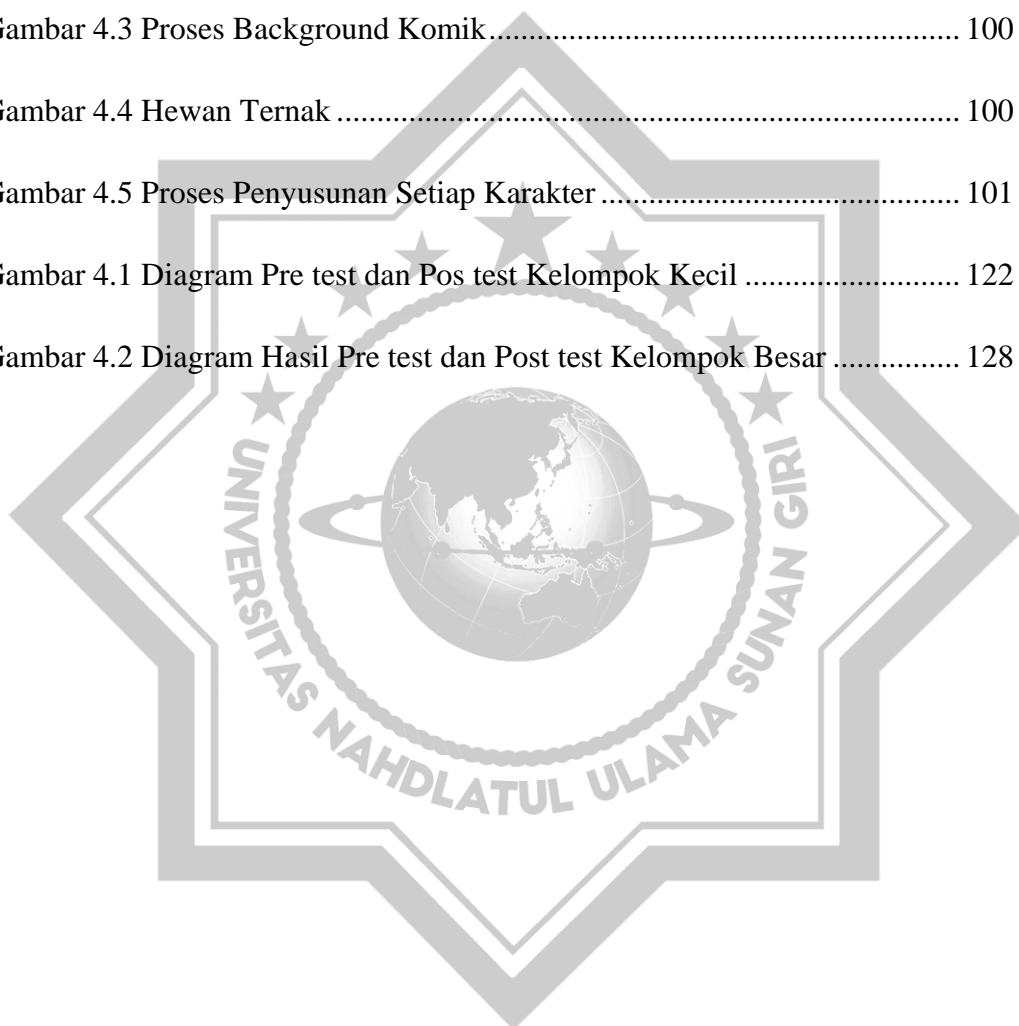 Gambar 4.3 Proses Background Komik........................................................... 100
Gambar 4.4 Hewan Ternak .............................................................................. 100
Gambar 4.5 Proses Penyusunan Setiap Karakter ............................................. 101
Gambar 4.1 Diagram Pre test dan Pos test Kelompok Kecil ........................... 122
Gambar 4.2 Diagram Hasil Pre test dan Post test Kelompok Besar ................ 128
UNIVERSITAS NAHDLATUL ULAMA SUNAN GIRI